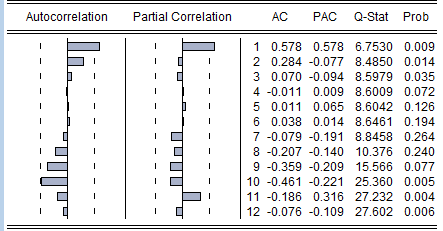 Autocorrelation Partial Correlation AC PAC Q-Stat Prob
1 0.578 0.578 6.7530 0.009
2 0.284 -0.077 8.4850 0.014
3 0.070 -0.094 8.5979 0.035
4 -0.011 0.009 8.6009 0.072
5 0.011 0.065 8.6042 0.126
6 0.038 0.014 8.6461 0.194
7 -0.079 -0.191 8.8458 0.264
8 -0.207 -0.140 10.376 0.240
9 -0.359 -0.209 15.566 0.077
10 -0.461 -0.221 25.360 0.005
11 -0.186 0.316 27.232 0.004
12 -0.076 -0.109 27.602 0.006